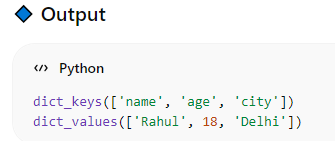 Output
Python
dict_keys(['name', 'age', 'city'])
dict_values(['Rahul', 18, 'Delhi'])